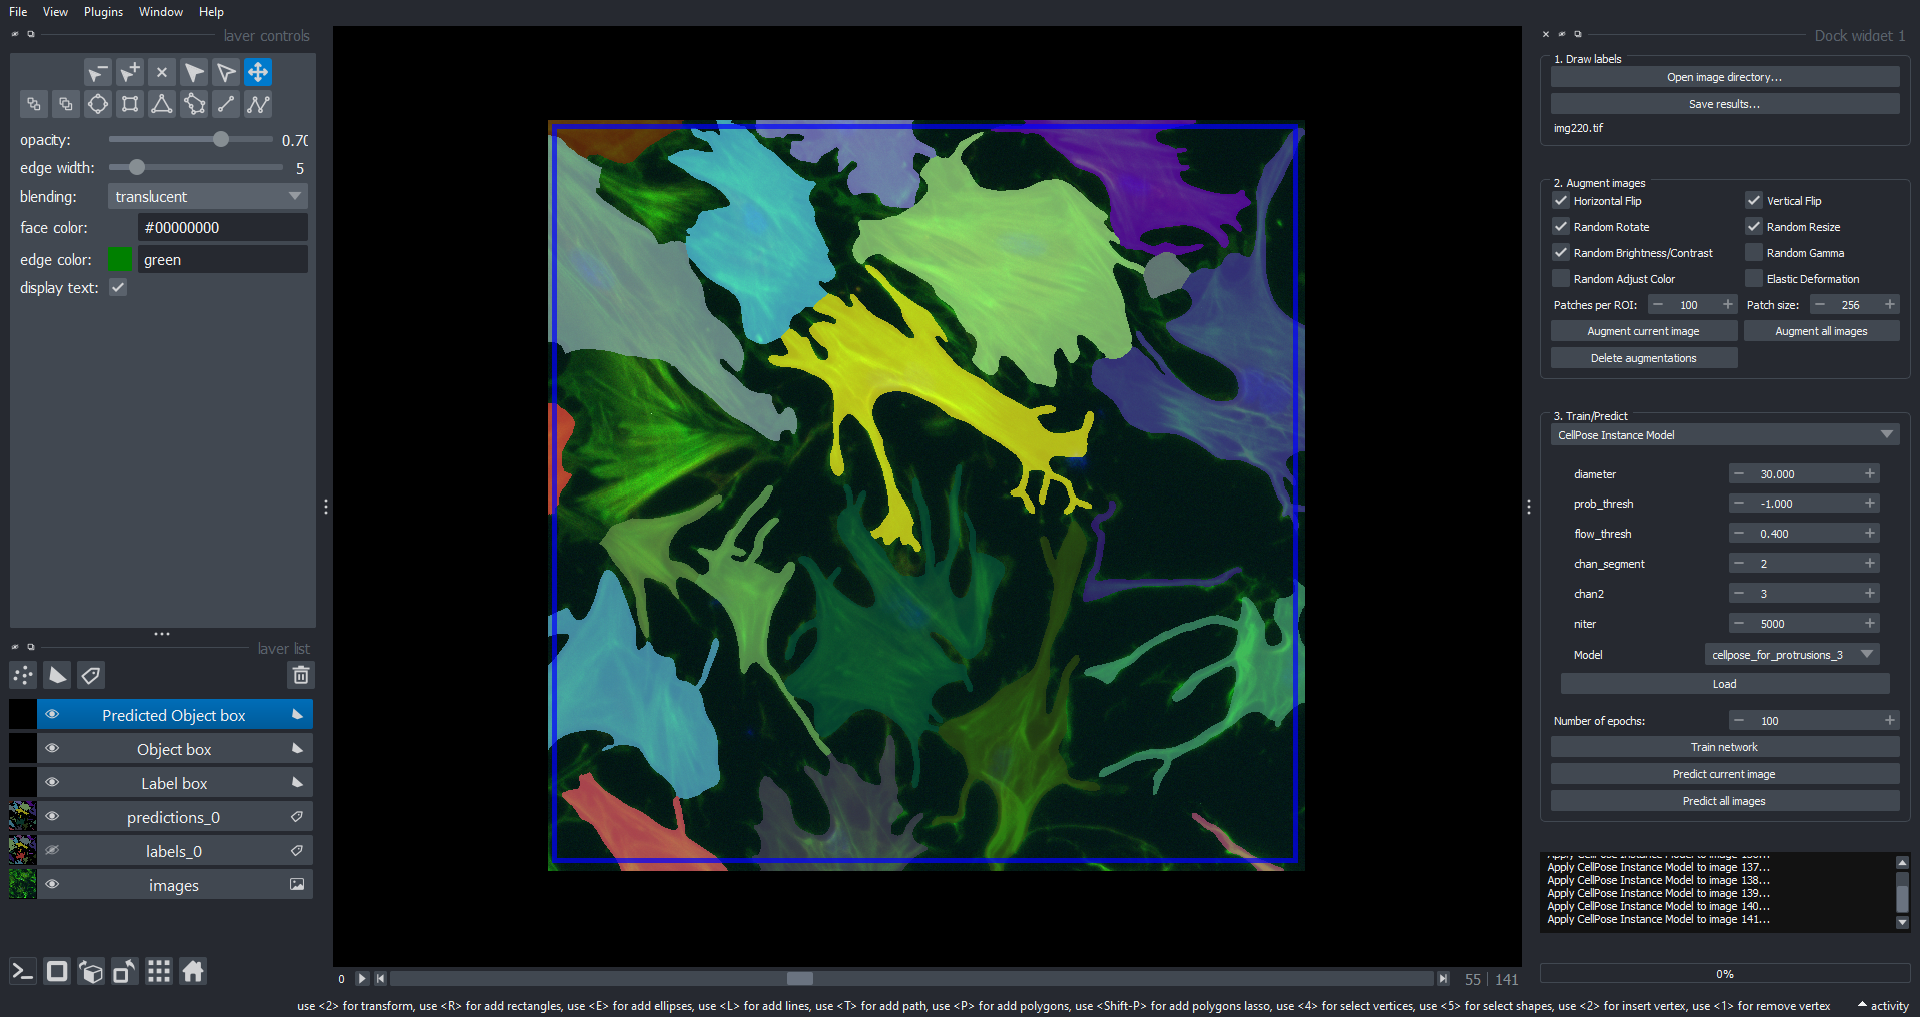 File View Plugins Window Help
layer controls
opacity: 0.70
edge width: 5
blending: translucent
face color: #00000000
edge color: green
display text:
layer list
Predicted Object box
Object box
Label box
predictions_0
labels_0
images
0 55 | 141
use <2> for transform, use <R> for add rectangles, use <E> for add ellipses, use <L> for add lines, use <T> for add path, use <P> for add polygons, use <Shift-P> for add polygons lasso, use <4> for select vertices, use <5> for select shapes, use <2> for insert vertex, use <1> for remove vertex
activity
Dock widget 1
1. Draw labels
Open image directory...
Save results...
img220.tif
2. Augment images
Horizontal Flip Vertical Flip
Random Rotate Random Resize
Random Brightness/Contrast Random Gamma
Random Adjust Color Elastic Deformation
Patches per ROI: 100 Patch size: 256
Augment current image Augment all images
Delete augmentations
3. Train/Predict
CellPose Instance Model
diameter 30.000
prob_thresh -1.000
flow_thresh 0.400
chan_segment 2
chan2 3
niter 5000
Model cellpose_for_protrusions_3
Load
Number of epochs: 100
Train network
Predict current image
Predict all images
Apply CellPose Instance Model to image 137...
Apply CellPose Instance Model to image 138...
Apply CellPose Instance Model to image 139...
Apply CellPose Instance Model to image 140...
Apply CellPose Instance Model to image 141...
0%